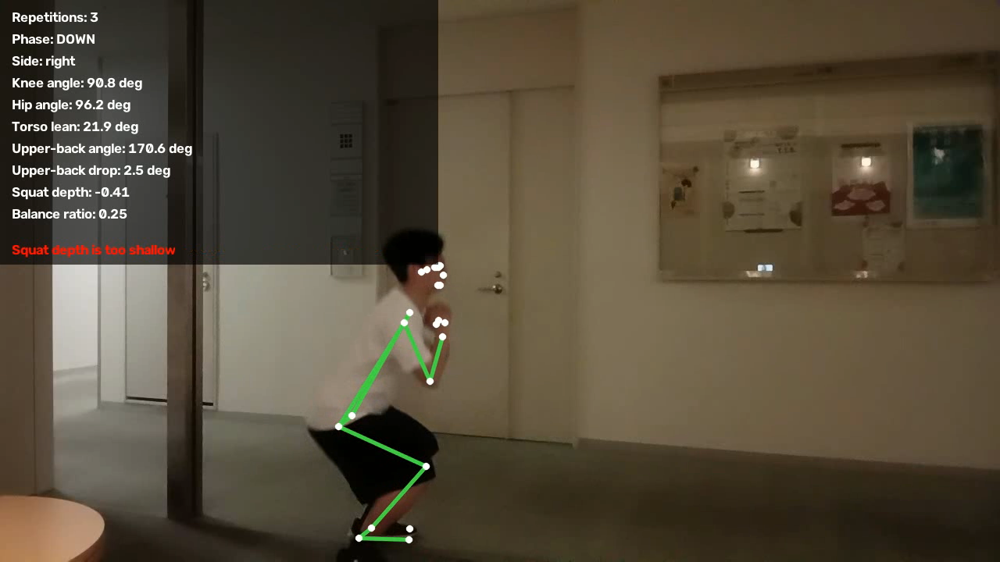 Repetitions: 3
Phase: DOWN
Side: right
Knee angle: 90.8 deg
Hip angle: 96.2 deg
Torso lean: 21.9 deg
Upper-back angle: 170.6 deg
Upper-back drop: 2.5 deg
Squat depth: -0.41
Balance ratio: 0.25
Squat depth is too shallow